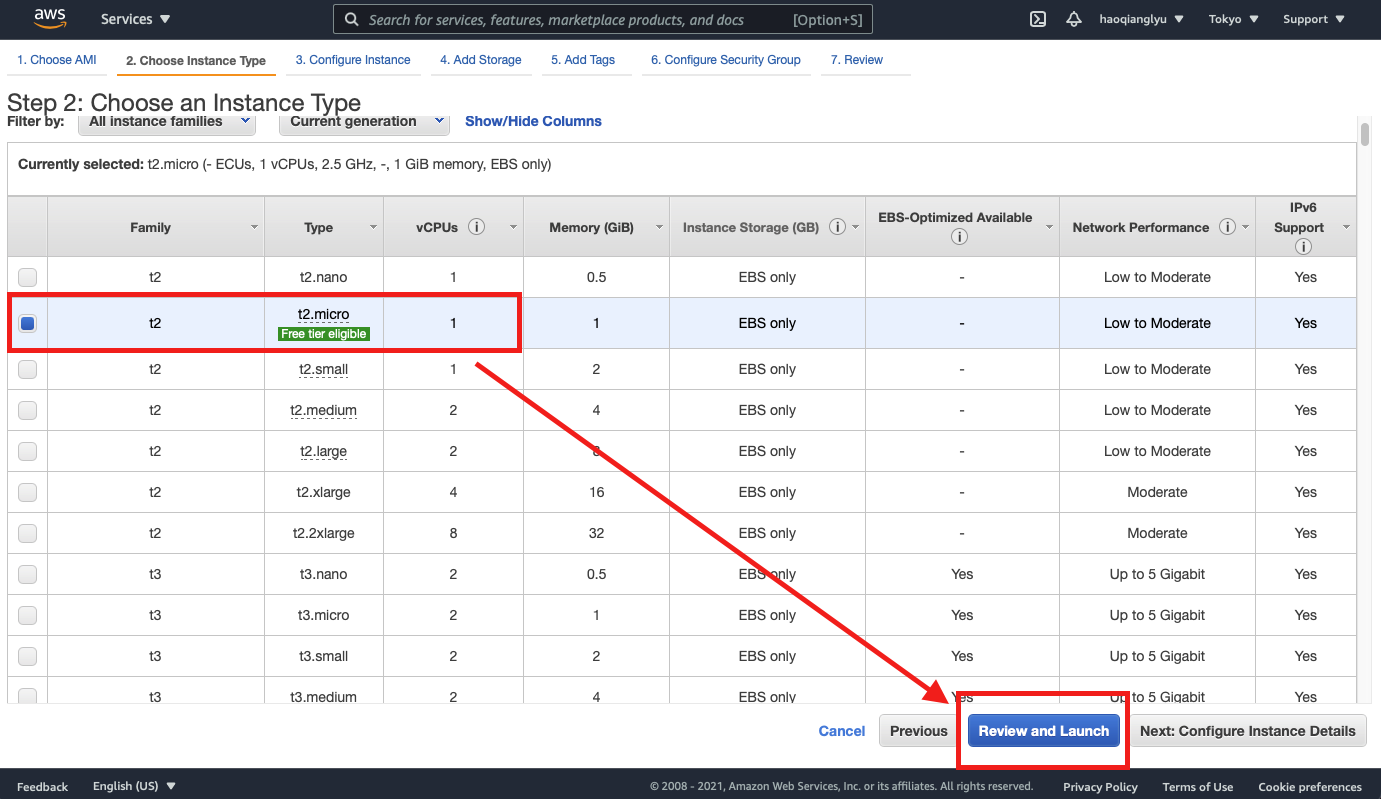 aws Services Search for services, features, marketplace products, and docs [Option+S] haoqianglyu Tokyo Support
1. Choose AMI 2. Choose Instance Type 3. Configure Instance 4. Add Storage 5. Add Tags 6. Configure Security Group 7. Review
Step 2: Choose an Instance Type
Filter by: All instance families Current generation Show/Hide Columns
Currently selected: t2.micro (- ECUs, 1 vCPUs, 2.5 GHz, -, 1 GiB memory, EBS only)
Family Type vCPUs Memory (GiB) Instance Storage (GB) EBS-Optimized Available Network Performance IPv6 Support
t2 t2.nano 1 0.5 EBS only - Low to Moderate Yes
t2 t2.micro Free tier eligible 1 1 EBS only - Low to Moderate Yes
t2 t2.small 1 2 EBS only - Low to Moderate Yes
t2 t2.medium 2 4 EBS only - Low to Moderate Yes
t2 t2.large 2 8 EBS only - Low to Moderate Yes
t2 t2.xlarge 4 16 EBS only - Moderate Yes
t2 t2.2xlarge 8 32 EBS only - Moderate Yes
t3 t3.nano 2 0.5 EBS only Yes Up to 5 Gigabit Yes
t3 t3.micro 2 1 EBS only Yes Up to 5 Gigabit Yes
t3 t3.small 2 2 EBS only Yes Up to 5 Gigabit Yes
t3 t3.medium 2 4 EBS only Yes Up to 5 Gigabit Yes
Cancel Previous Review and Launch Next: Configure Instance Details
Feedback English (US) © 2008 - 2021, Amazon Web Services, Inc. or its affiliates. All rights reserved. Privacy Policy Terms of Use Cookie preferences